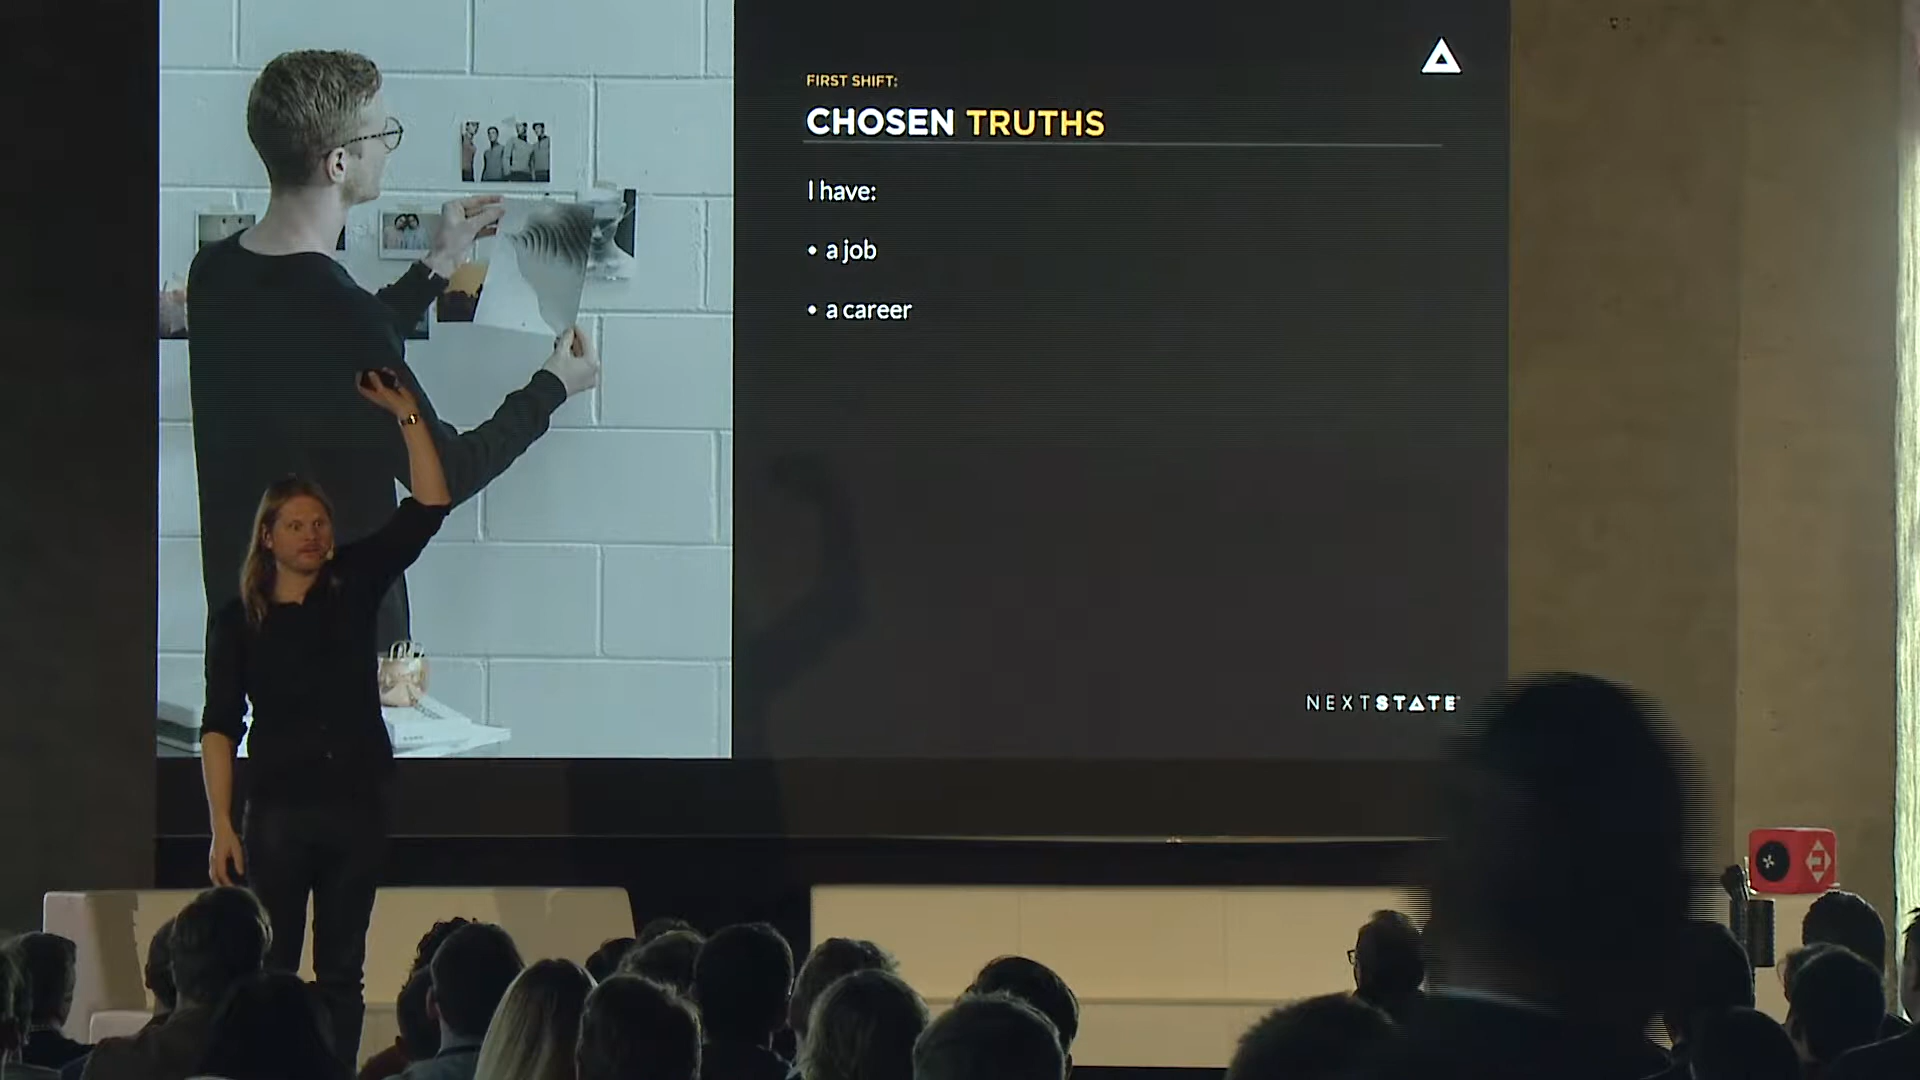 FIRST SHIFT:
CHOSEN TRUTHS
I have:
• a job
• a career
NEXTSTATE